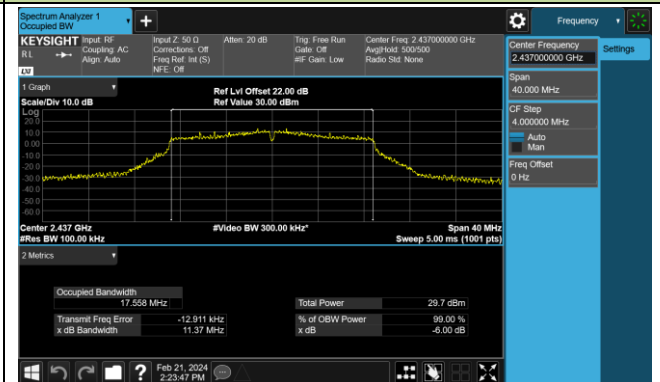 Spectrum Analyzer 1
Occupied BW
+
Frequency
KEYSIGHT
RL
LXI
Input: RF
Coupling: AC
Align: Auto
Input Z: 50 Ω
Corrections: Off
Freq Ref: Int (S)
NFE: Off
Atten: 20 dB
Trig: Free Run
Gate: Off
#IF Gain: Low
Center Freq: 2.437000000 GHz
Avg|Hold: 500/500
Radio Std: None
Center Frequency
2.437000000 GHz
Settings
Span
40.000 MHz
CF Step
4.000000 MHz
Auto
Man
Freq Offset
0 Hz
1 Graph
Scale/Div 10.0 dB
Ref Lvl Offset 22.00 dB
Ref Value 30.00 dBm
Log
20.0
10.0
0.00
-10.0
-20.0
-30.0
-40.0
-50.0
-60.0
Center 2.437 GHz
#Video BW 300.00 kHz*
Span 40 MHz
#Res BW 100.00 kHz
Sweep 5.00 ms (1001 pts)
2 Metrics
Occupied Bandwidth
17.558 MHz
Total Power 29.7 dBm
Transmit Freq Error -12.911 kHz
% of OBW Power 99.00 %
x dB Bandwidth 11.37 MHz
x dB -6.00 dB
?
Feb 21, 2024
2:23:47 PM